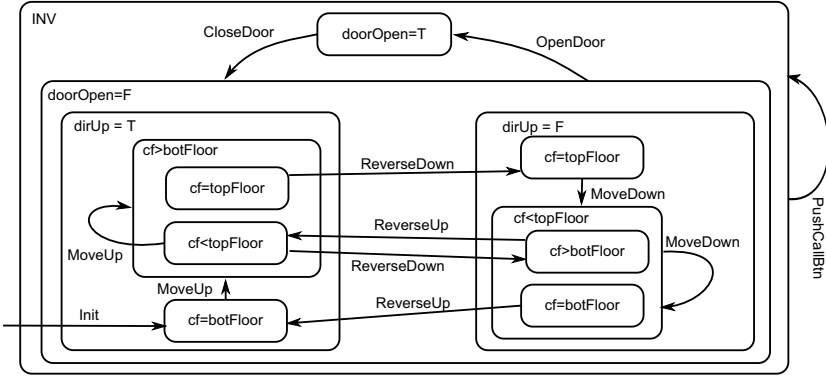 INV
CloseDoor
doorOpen=T
OpenDoor
doorOpen=F
dirUp = T
dirUp = F
cf>botFloor
cf=topFloor
ReverseDown
cf=topFloor
MoveDown
cf<topFloor
cf<topFloor
ReverseUp
cf>botFloor
MoveDown
MoveUp
ReverseDown
MoveUp
cf=botFloor
ReverseUp
cf=botFloor
Init
PushCallBtn